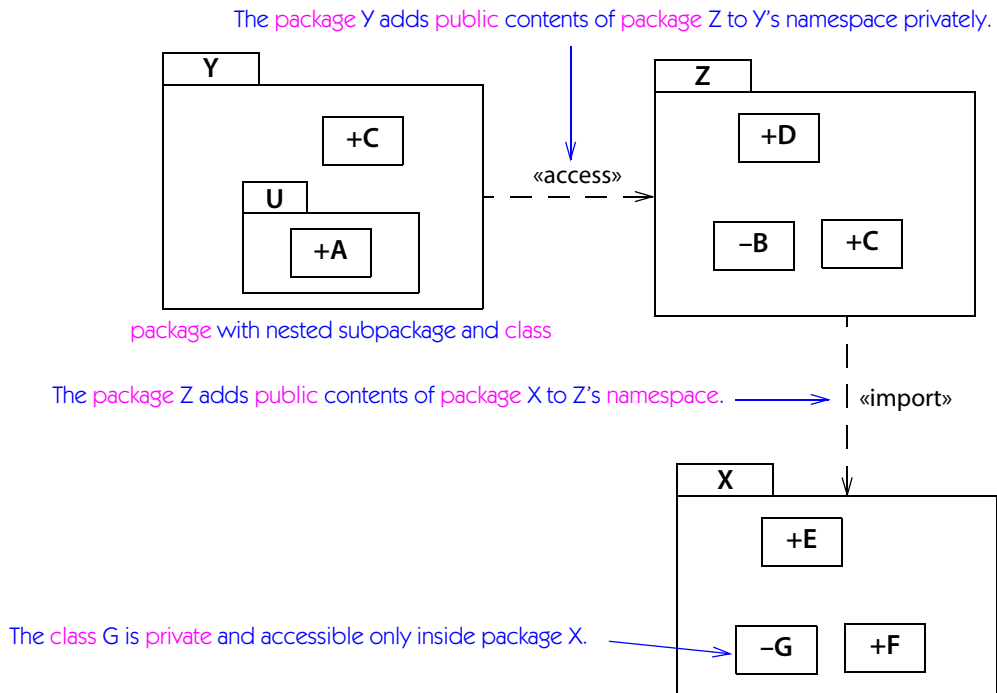 The package Y adds public contents of package Z to Y’s namespace privately.
Y
Z
+C
+D
«access»
U
+A
–B
+C
package with nested subpackage and class
The package Z adds public contents of package X to Z’s namespace.
«import»
X
+E
The class G is private and accessible only inside package X.
–G
+F